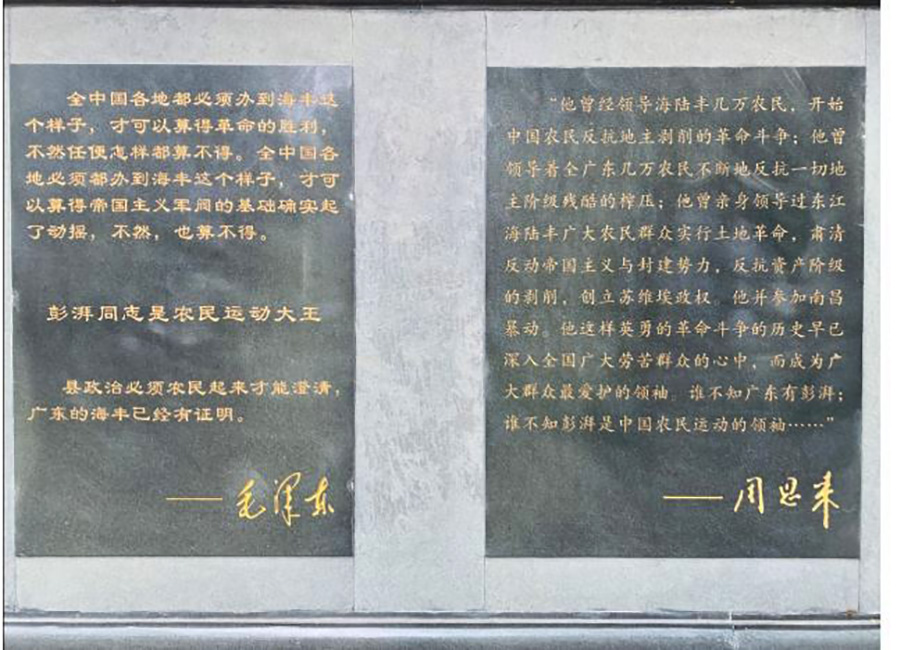 全中国各地都必须办到海丰这
个样子，才可以算得革命的胜利，
不然任便怎样都算不得。全中国各
地必须都办到海丰这个样子，才可
以算得帝国主义军阀的基础确实起
了动摇，不然，也算不得。
彭湃同志是农民运动大王
县政治必须农民起来才能澄清，
广东的海丰已经有证明。
——毛泽东
“他曾经领导海陆丰几万农民，开始
中国农民反抗地主剥削的革命斗争；他曾
领导着全广东几万农民不断地反抗一切地
主阶级残酷的榨压；他曾亲身领导过东江
海陆丰广大农民群众实行土地革命，肃清
反动帝国主义与封建势力，反抗资产阶级
的剥削，创立苏维埃政权。他并参加南昌
暴动。他这样英勇的革命斗争的历史早已
深入全国广大劳苦群众的心中，而成为广
大群众最爱护的领袖。谁不知广东有彭湃；
谁不知彭湃是中国农民运动的领袖……”
——周恩来